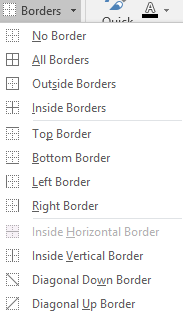 Borders Quick A
No Border
All Borders
Outside Borders
Inside Borders
Top Border
Bottom Border
Left Border
Right Border
Inside Horizontal Border
Inside Vertical Border
Diagonal Down Border
Diagonal Up Border